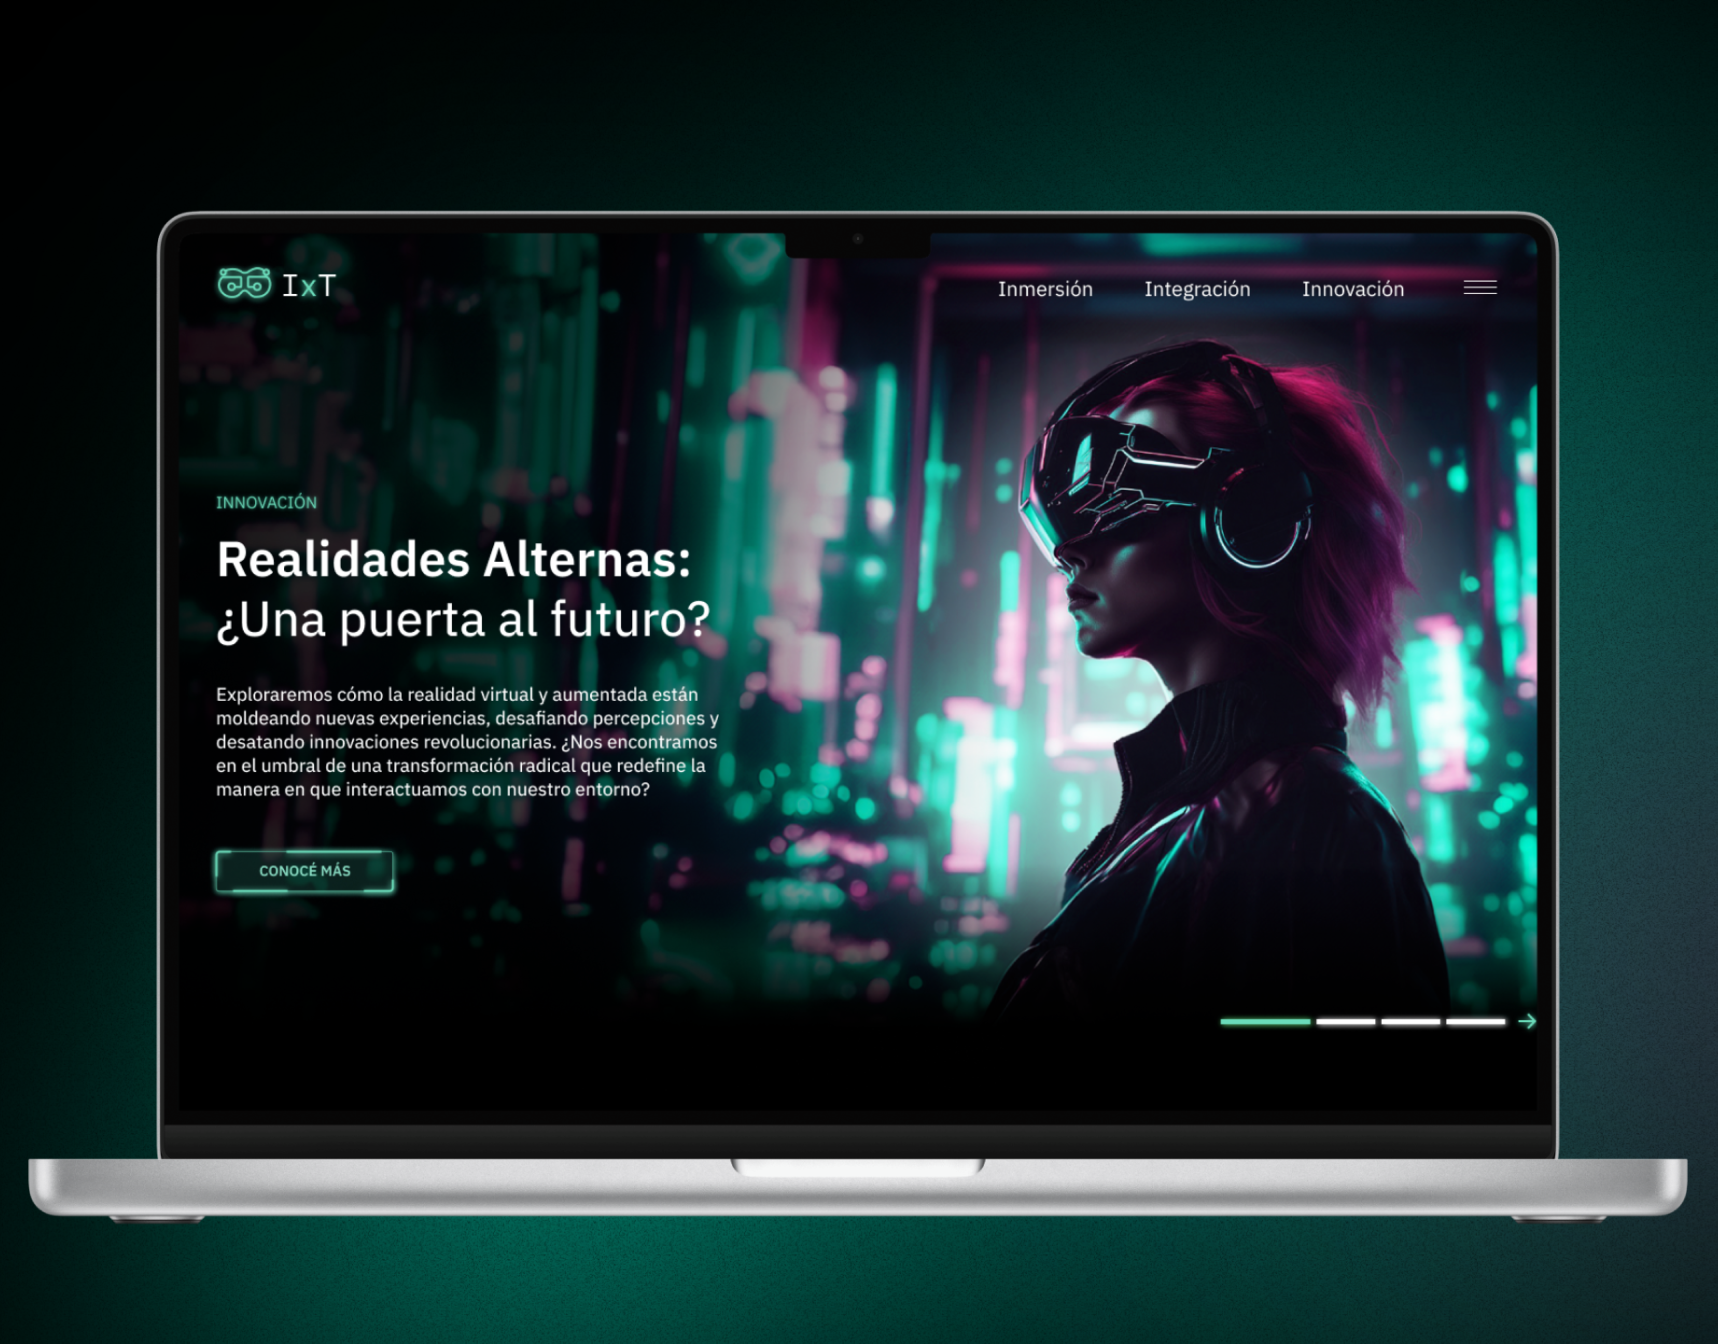 IxT
Inmersión
Integración
Innovación
INNOVACIÓN
Realidades Alternas:
¿Una puerta al futuro?
Exploraremos cómo la realidad virtual y aumentada están
moldeando nuevas experiencias, desafiando percepciones y
desatando innovaciones revolucionarias. ¿Nos encontramos
en el umbral de una transformación radical que redefine la
manera en que interactuamos con nuestro entorno?
CONOCÉ MÁS